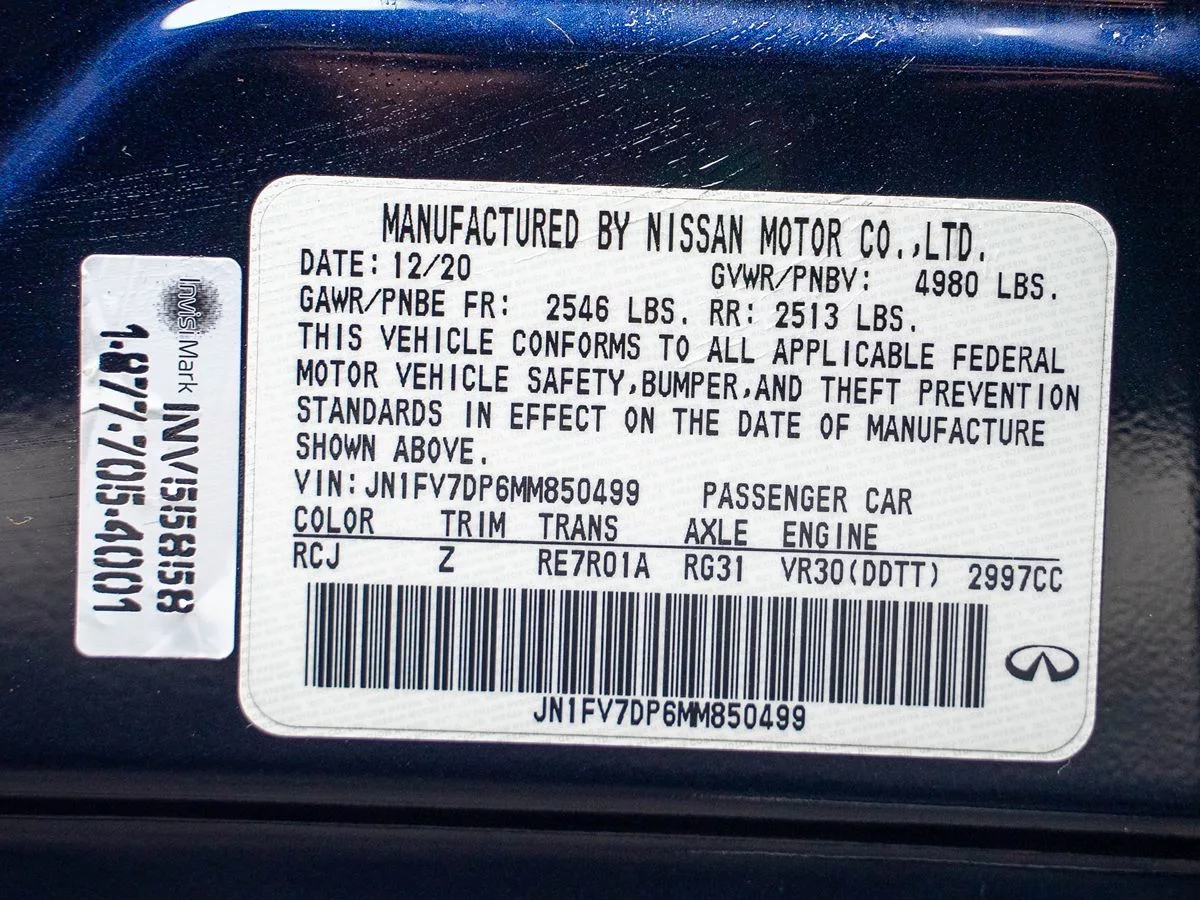 MANUFACTURED BY NISSAN MOTOR CO.,LTD.
DATE: 12/20 GVWR/PNBV: 4980 LBS.
GAWR/PNBE FR: 2546 LBS. RR: 2513 LBS.
THIS VEHICLE CONFORMS TO ALL APPLICABLE FEDERAL
MOTOR VEHICLE SAFETY,BUMPER,AND THEFT PREVENTION
STANDARDS IN EFFECT ON THE DATE OF MANUFACTURE
SHOWN ABOVE.
VIN: JN1FV7DP6MM850499 PASSENGER CAR
COLOR TRIM TRANS AXLE ENGINE
RCJ Z RE7R01A RG31 VR30(DDTT) 2997CC
JN1FV7DP6MM850499
InvisiMark INV55858
1.877.705.4001